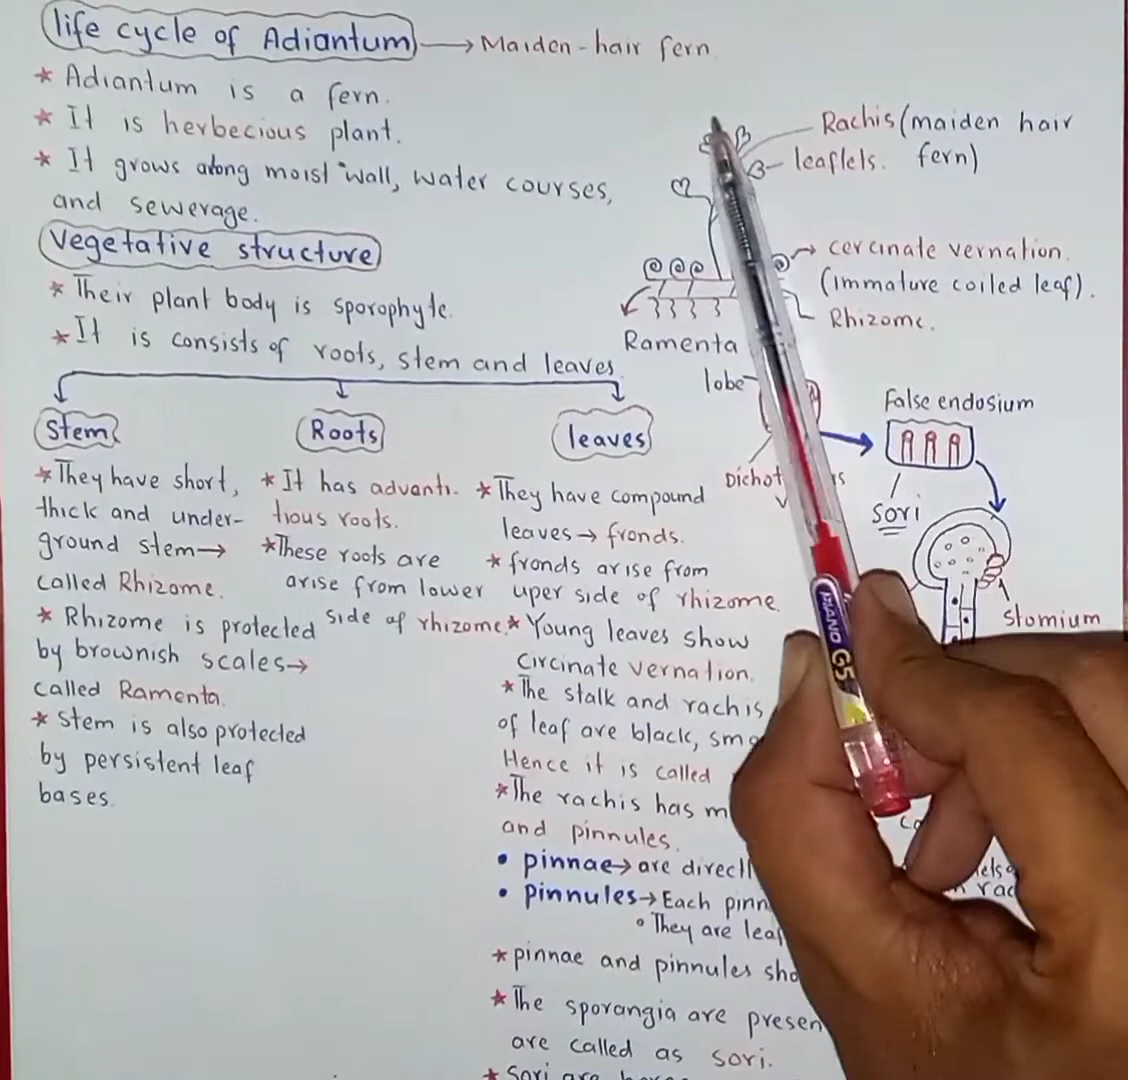 life cycle of Adiantum → Maiden-hair fern.
* Adiantum is a fern.
* It is herbecious plant.
* It grows along moist wall, water courses,
and sewerage.
Vegetative structure
* Their plant body is sporophyte.
* It is consists of roots, stem and leaves
Stem
* They have short,
thick and under-
ground stem→
called Rhizome.
* Rhizome is protected
by brownish scales→
called Ramenta.
* Stem is also protected
by persistent leaf
bases.
Roots
* It has advanti-
tious roots.
* These roots are
arise from lower
side of rhizome.
leaves
* They have compound
leaves→ fronds.
* fronds arise from
uper side of rhizome.
* Young leaves show
Circinate vernation.
* The stalk and rachis
of leaf are black,
Hence it is called
* The rachis has
and pinnules.
• pinnae→ are
• pinnules→ Each
° They are
* pinnae and pinnules
* The sporangia are
are called as sori.
* Sori are
Rachis (maiden hair
fern)
leaflets.
cercinate vernation.
(immature coiled leaf).
Rhizome.
Ramenta
lobe
False endosium
Sori
Stomium
PIANO G5